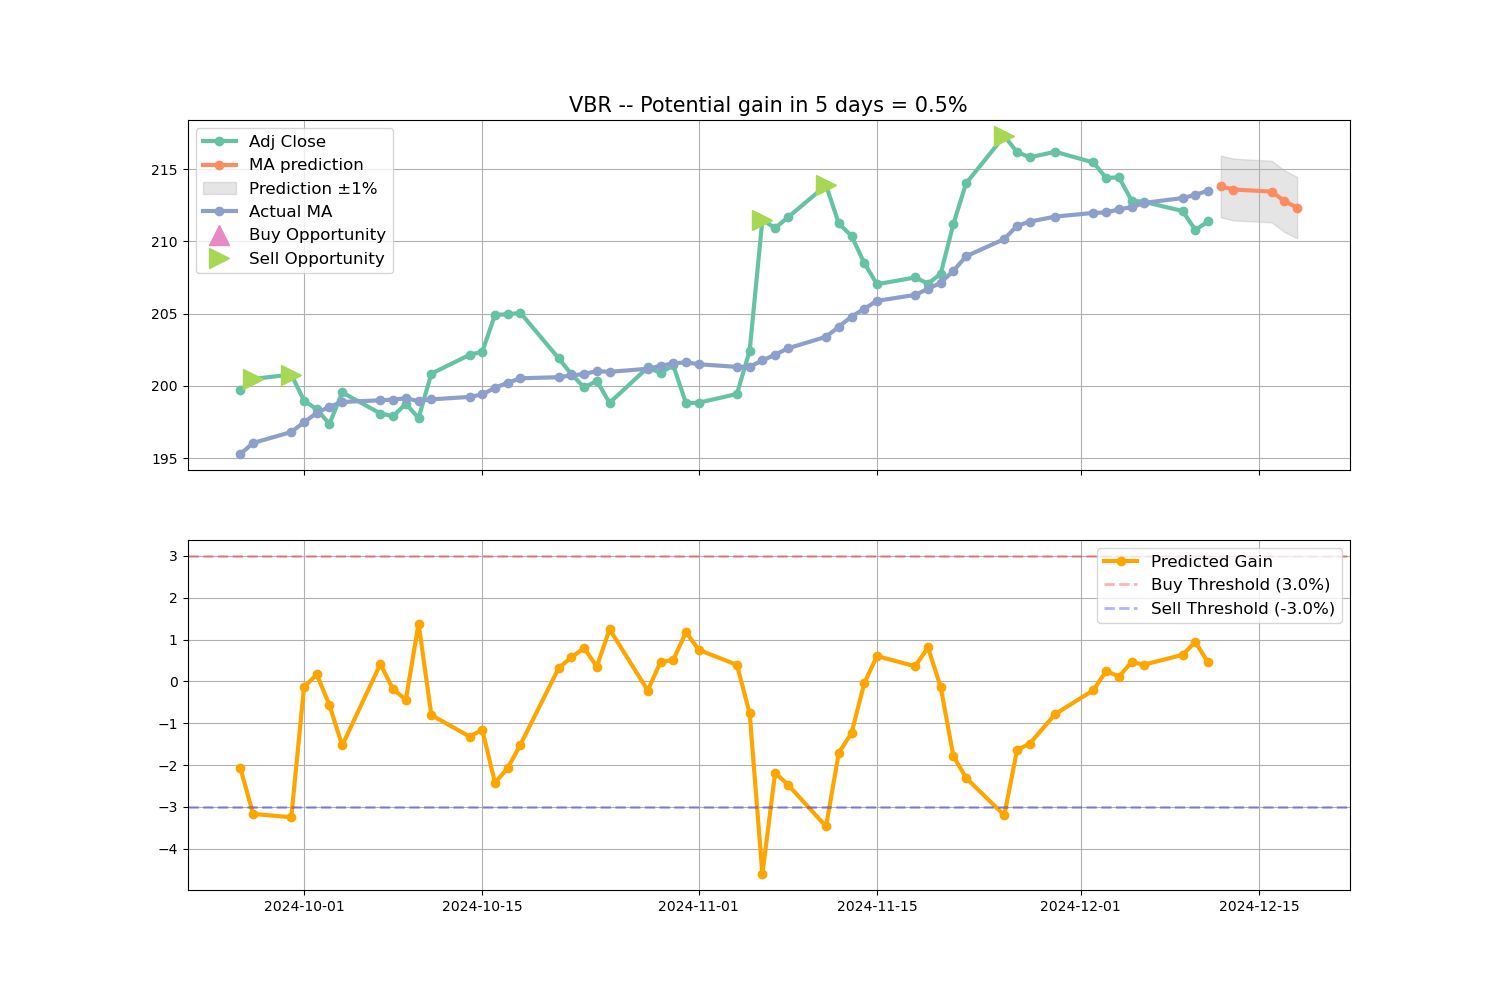 VBR -- Potential gain in 5 days = 0.5%
Adj Close
MA prediction
Prediction ±1%
Actual MA
Buy Opportunity
Sell Opportunity
215
210
205
200
195
Predicted Gain
Buy Threshold (3.0%)
Sell Threshold (-3.0%)
3
2
1
0
−1
−2
−3
−4
2024-10-01 2024-10-15 2024-11-01 2024-11-15 2024-12-01 2024-12-15